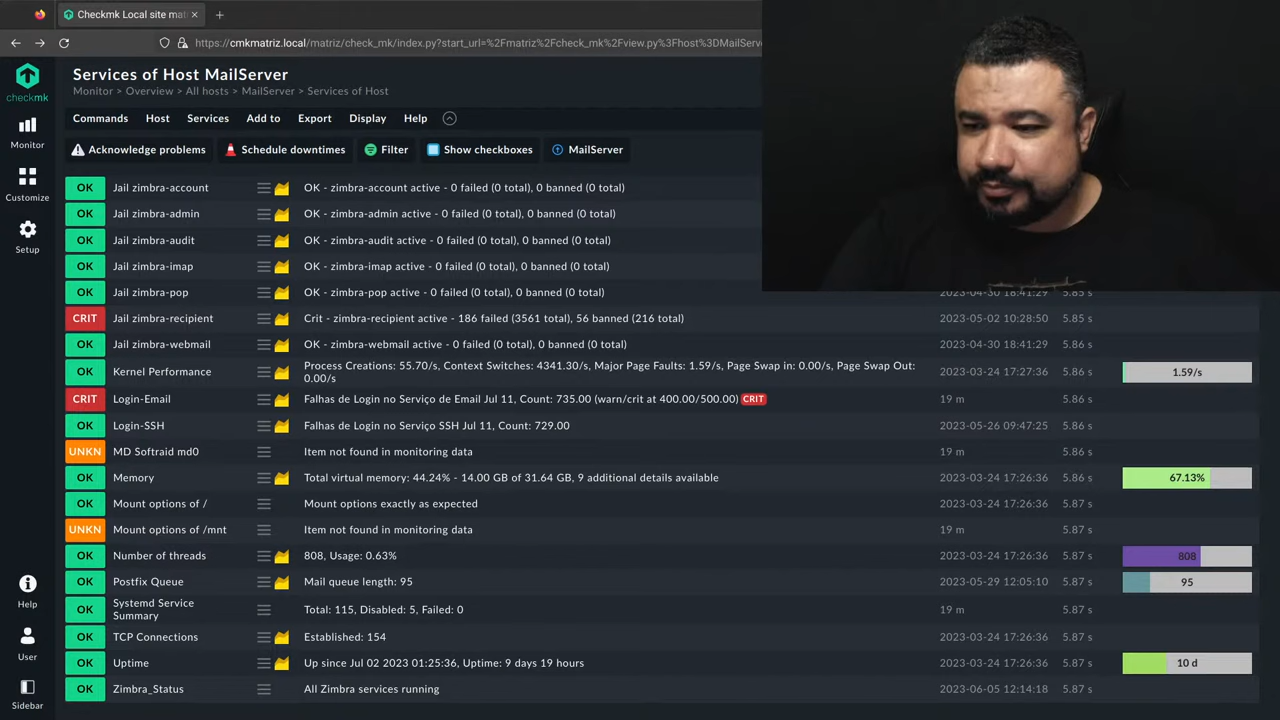 Checkmk Local site mat
https://cmkmatriz.local/matriz/check_mk/index.py?start_url=%2Fmatriz%2Fcheck_mk%2Fview.py%3Fhost%3DMailServe
checkmk
Monitor
Customize
Setup
Help
User
Sidebar
Services of Host MailServer
Monitor > Overview > All hosts > MailServer > Services of Host
Commands Host Services Add to Export Display Help
Acknowledge problems Schedule downtimes Filter Show checkboxes MailServer
OK Jail zimbra-account OK - zimbra-account active - 0 failed (0 total), 0 banned (0 total)
OK Jail zimbra-admin OK - zimbra-admin active - 0 failed (0 total), 0 banned (0 total)
OK Jail zimbra-audit OK - zimbra-audit active - 0 failed (0 total), 0 banned (0 total)
OK Jail zimbra-imap OK - zimbra-imap active - 0 failed (0 total), 0 banned (0 total)
OK Jail zimbra-pop OK - zimbra-pop active - 0 failed (0 total), 0 banned (0 total) 2023-04-30 18:41:29 5.85 s
CRIT Jail zimbra-recipient Crit - zimbra-recipient active - 186 failed (3561 total), 56 banned (216 total) 2023-05-02 10:28:50 5.85 s
OK Jail zimbra-webmail OK - zimbra-webmail active - 0 failed (0 total), 0 banned (0 total) 2023-04-30 18:41:29 5.86 s
OK Kernel Performance Process Creations: 55.70/s, Context Switches: 4341.30/s, Major Page Faults: 1.59/s, Page Swap in: 0.00/s, Page Swap Out: 2023-03-24 17:27:36 5.86 s 1.59/s
0.00/s
CRIT Login-Email Falhas de Login no Serviço de Email Jul 11, Count: 735.00 (warn/crit at 400.00/500.00) CRIT 19 m 5.86 s
OK Login-SSH Falhas de Login no Serviço SSH Jul 11, Count: 729.00 2023-05-26 09:47:25 5.86 s
UNKN MD Softraid md0 Item not found in monitoring data 19 m 5.86 s
OK Memory Total virtual memory: 44.24% - 14.00 GB of 31.64 GB, 9 additional details available 2023-03-24 17:26:36 5.86 s 67.13%
OK Mount options of / Mount options exactly as expected 2023-03-24 17:26:36 5.87 s
UNKN Mount options of /mnt Item not found in monitoring data 19 m 5.87 s
OK Number of threads 808, Usage: 0.63% 2023-03-24 17:26:36 5.87 s 808
OK Postfix Queue Mail queue length: 95 2023-05-29 12:05:10 5.87 s 95
OK Systemd Service Total: 115, Disabled: 5, Failed: 0 19 m 5.87 s
Summary
OK TCP Connections Established: 154 2023-03-24 17:26:36 5.87 s
OK Uptime Up since Jul 02 2023 01:23:36, Uptime: 9 days 19 hours 2023-03-24 17:26:36 5.87 s 10 d
OK Zimbra_Status All Zimbra services running 2023-06-05 12:14:18 5.87 s